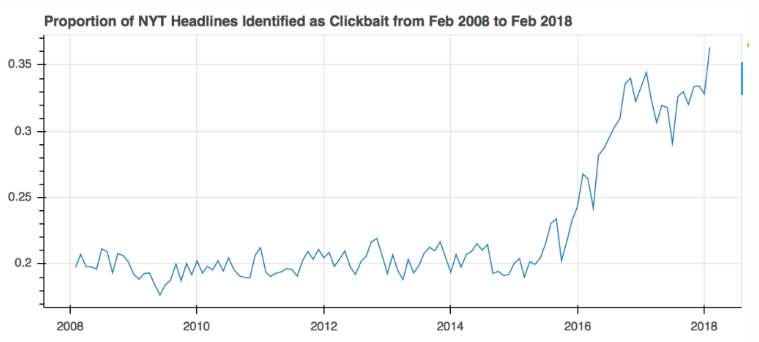 Proportion of NYT Headlines Identified as Clickbait from Feb 2008 to Feb 2018
0.35
0.3
0.25
0.2
2008 2010 2012 2014 2016 2018